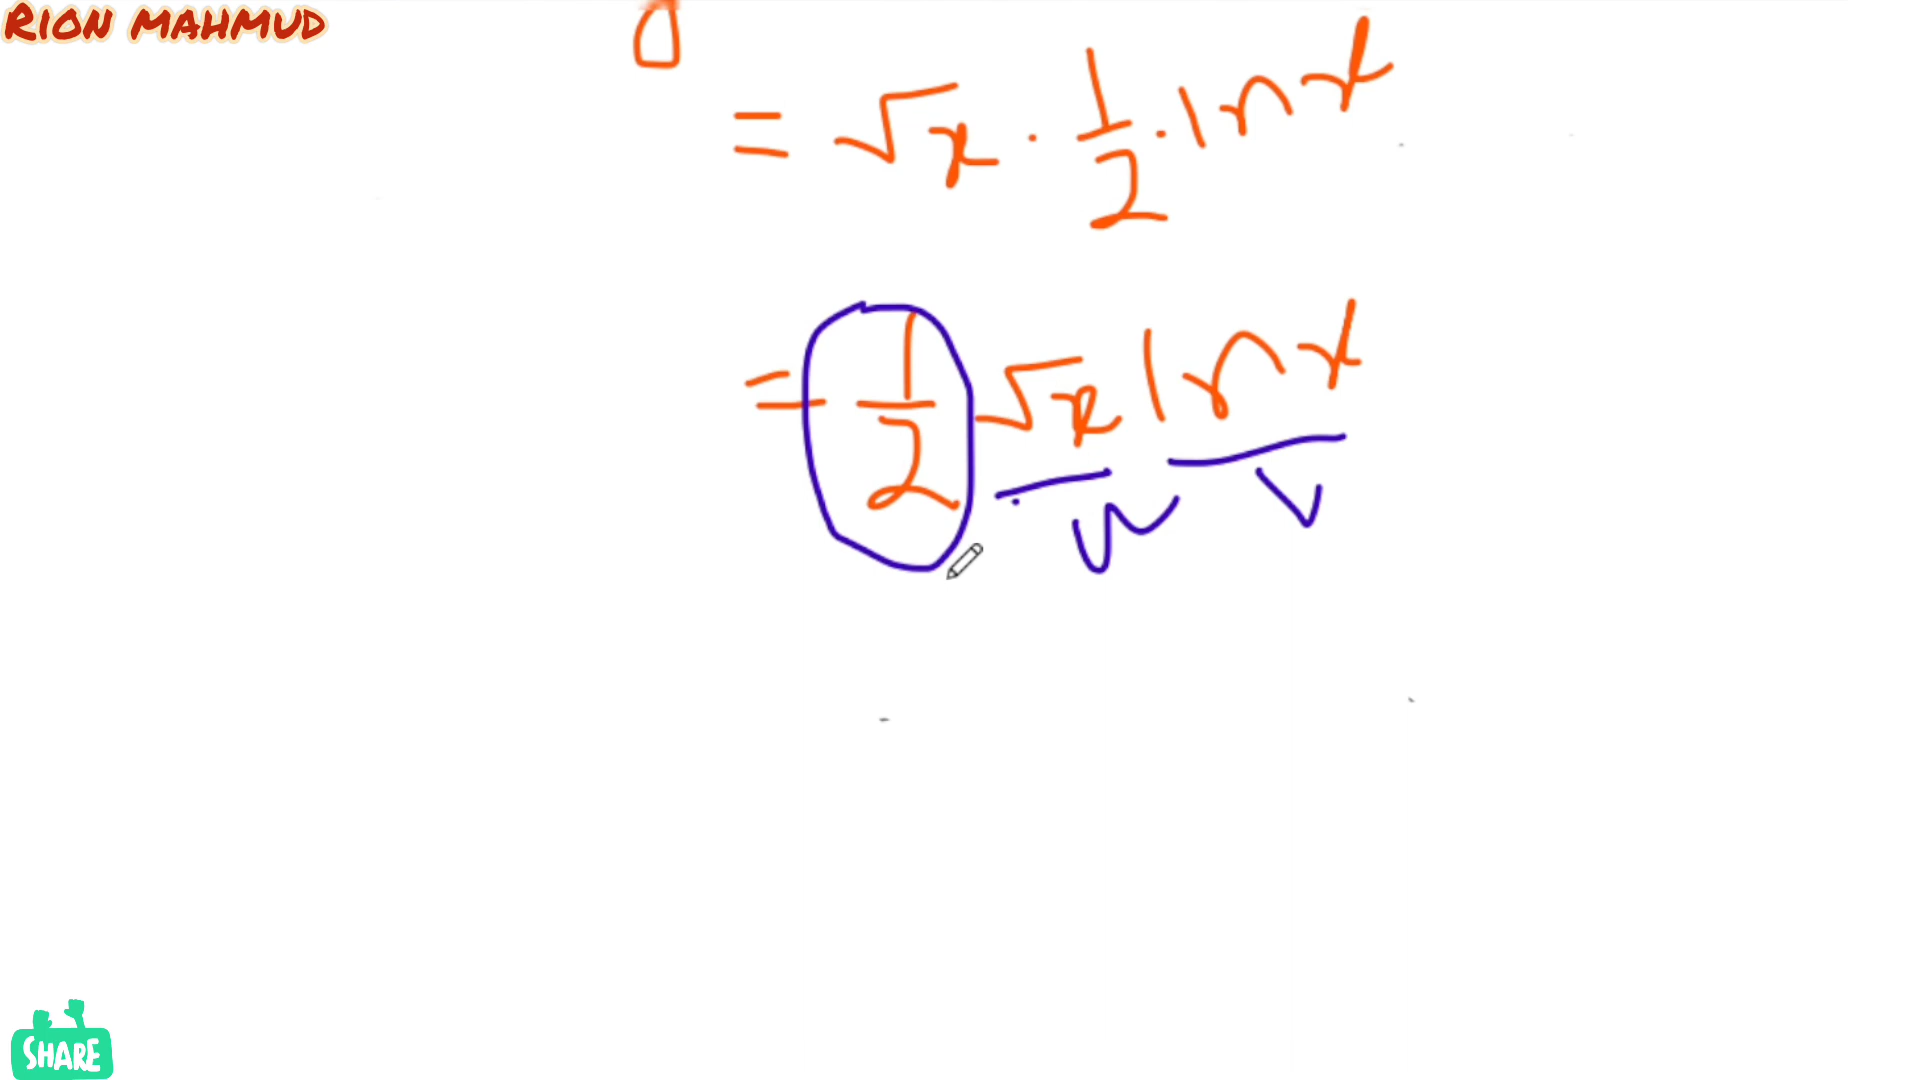 RION MAHMUD
= √x · 1/2 · ln x
= 1/2 √x ln x
u v
SHARE